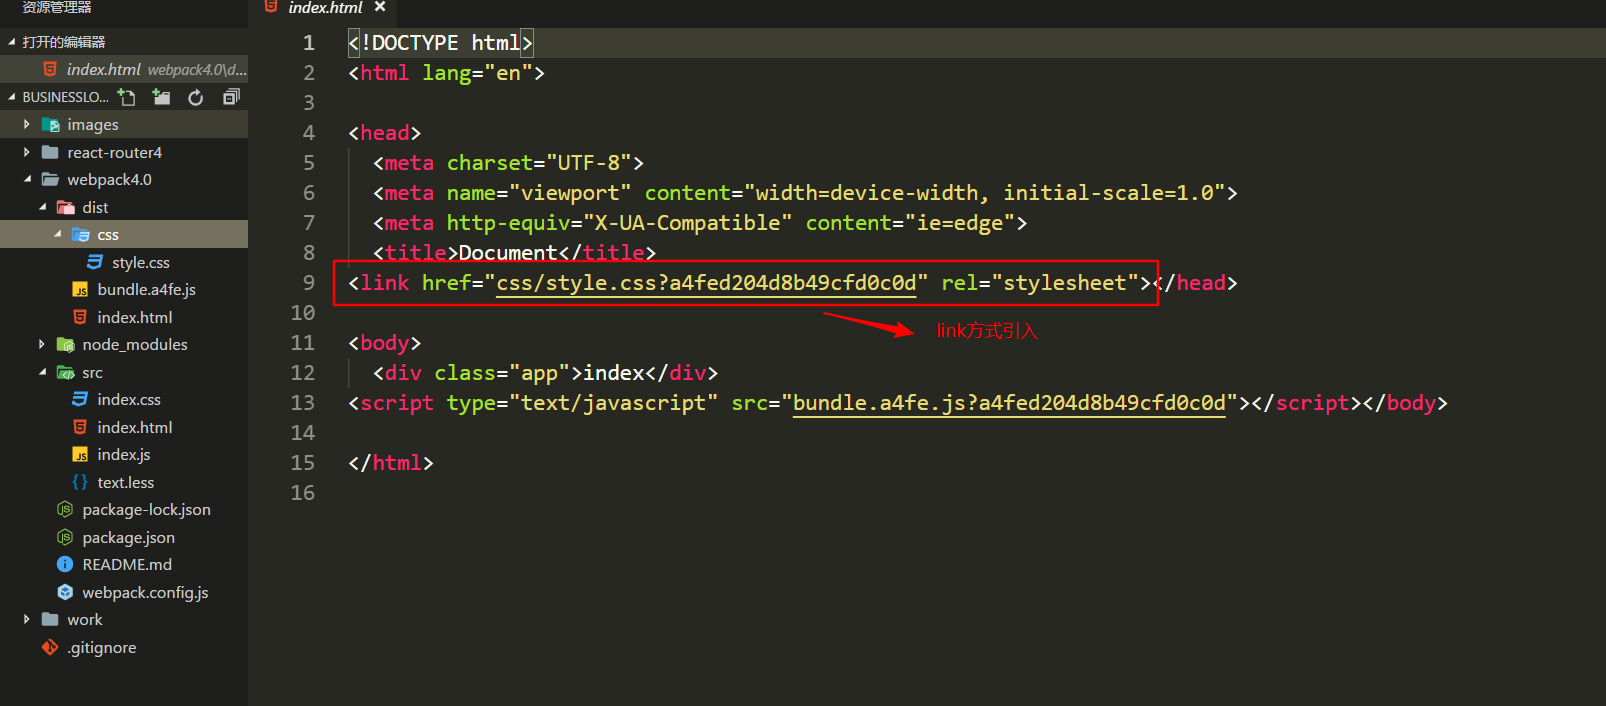 资源管理器
打开的编辑器
index.html webpack4.0\d...
BUSINESSLO...
images
react-router4
webpack4.0
dist
css
style.css
bundle.a4fe.js
index.html
node_modules
src
index.css
index.html
index.js
text.less
package-lock.json
package.json
README.md
webpack.config.js
work
.gitignore
index.html ×
1 <!DOCTYPE html>
2 <html lang="en">
3
4 <head>
5 <meta charset="UTF-8">
6 <meta name="viewport" content="width=device-width, initial-scale=1.0">
7 <meta http-equiv="X-UA-Compatible" content="ie=edge">
8 <title>Document</title>
9 <link href="css/style.css?a4fed204d8b49cfd0c0d" rel="stylesheet"></head>
10
link方式引入
11 <body>
12 <div class="app">index</div>
13 <script type="text/javascript" src="bundle.a4fe.js?a4fed204d8b49cfd0c0d"></script></body>
14
15 </html>
16